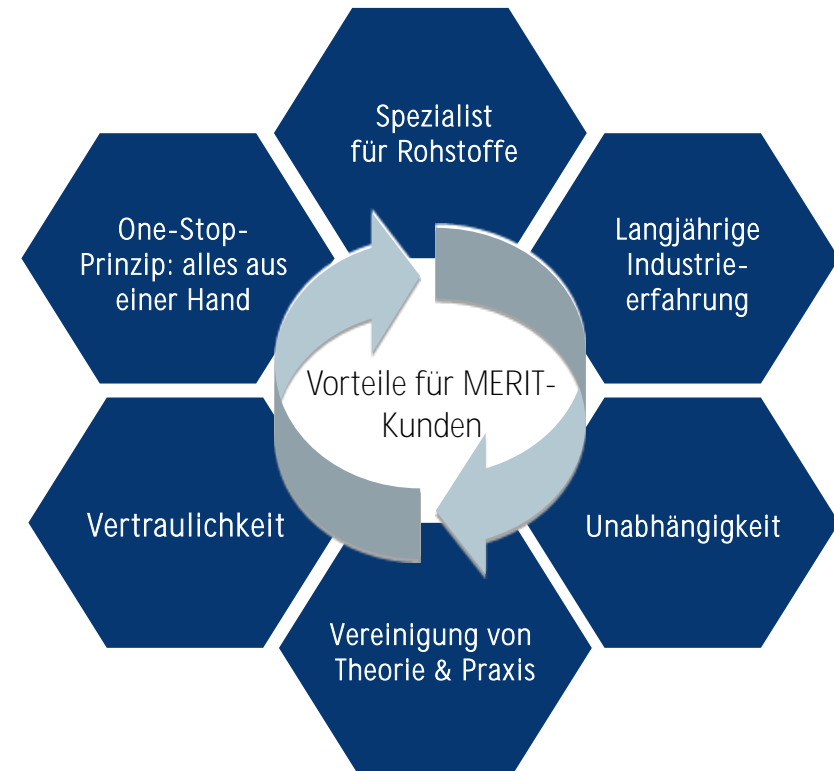 Spezialist
für Rohstoffe
One-Stop-
Prinzip: alles aus
einer Hand
Langjährige
Industrie-
erfahrung
Vorteile für MERIT-
Kunden
Vertraulichkeit
Unabhängigkeit
Vereinigung von
Theorie & Praxis